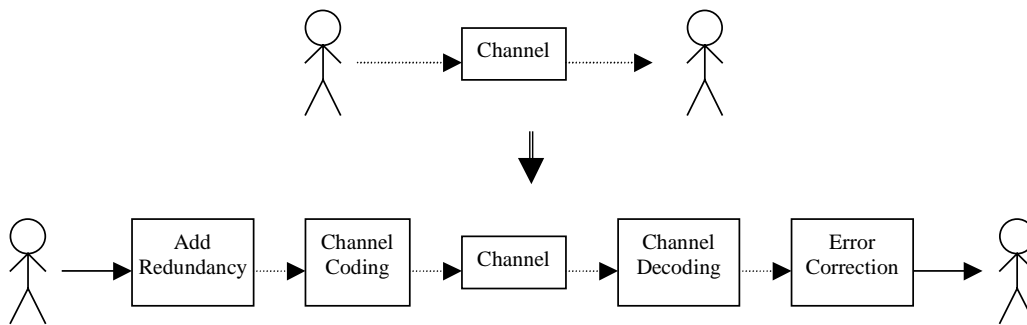 Channel
Add
Redundancy
Channel
Coding
Channel
Channel
Decoding
Error
Correction